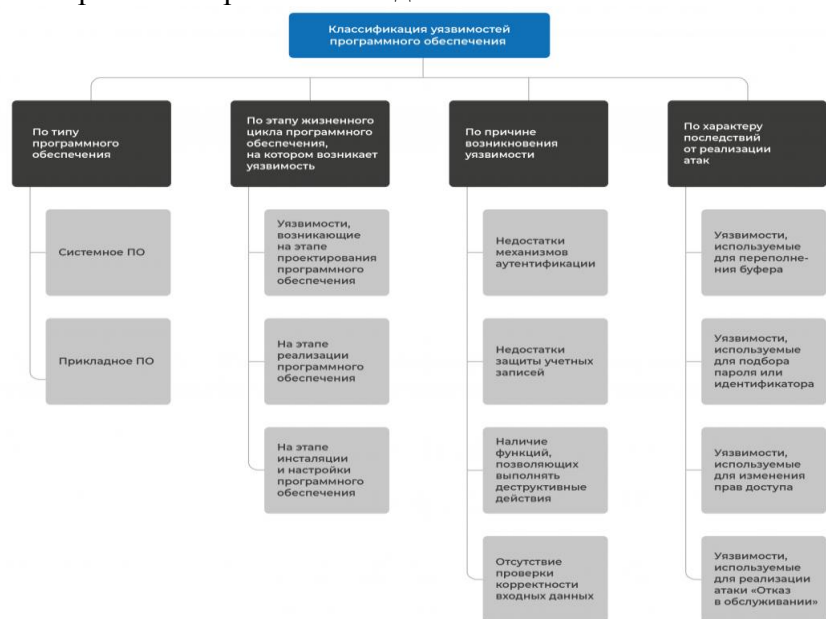 Классификация уязвимостей
программного обеспечения
По типу
программного
обеспечения
Системное ПО
Прикладное ПО
По этапу жизненного
цикла программного
обеспечения,
на котором возникает
уязвимость
Уязвимости,
возникающие
на этапе
проектирования
программного
обеспечения
На этапе
реализации
программного
обеспечения
На этапе
инсталяции
и настройки
программного
обеспечения
По причине
возникновения
уязвимости
Недостатки
механизмов
аутентификации
Недостатки
защиты учетных
записей
Наличие
функций,
позволяющих
выполнять
деструктивные
действия
Отсутствие
проверки
корректности
входных данных
По характеру
последствий
от реализации
атак
Уязвимости,
используемые
для переполне-
ния буфера
Уязвимости,
используемые
для подбора
пароля или
идентификатора
Уязвимости,
используемые
для изменения
прав доступа
Уязвимости,
используемые
для реализации
атаки «Отказ
в обслуживании»